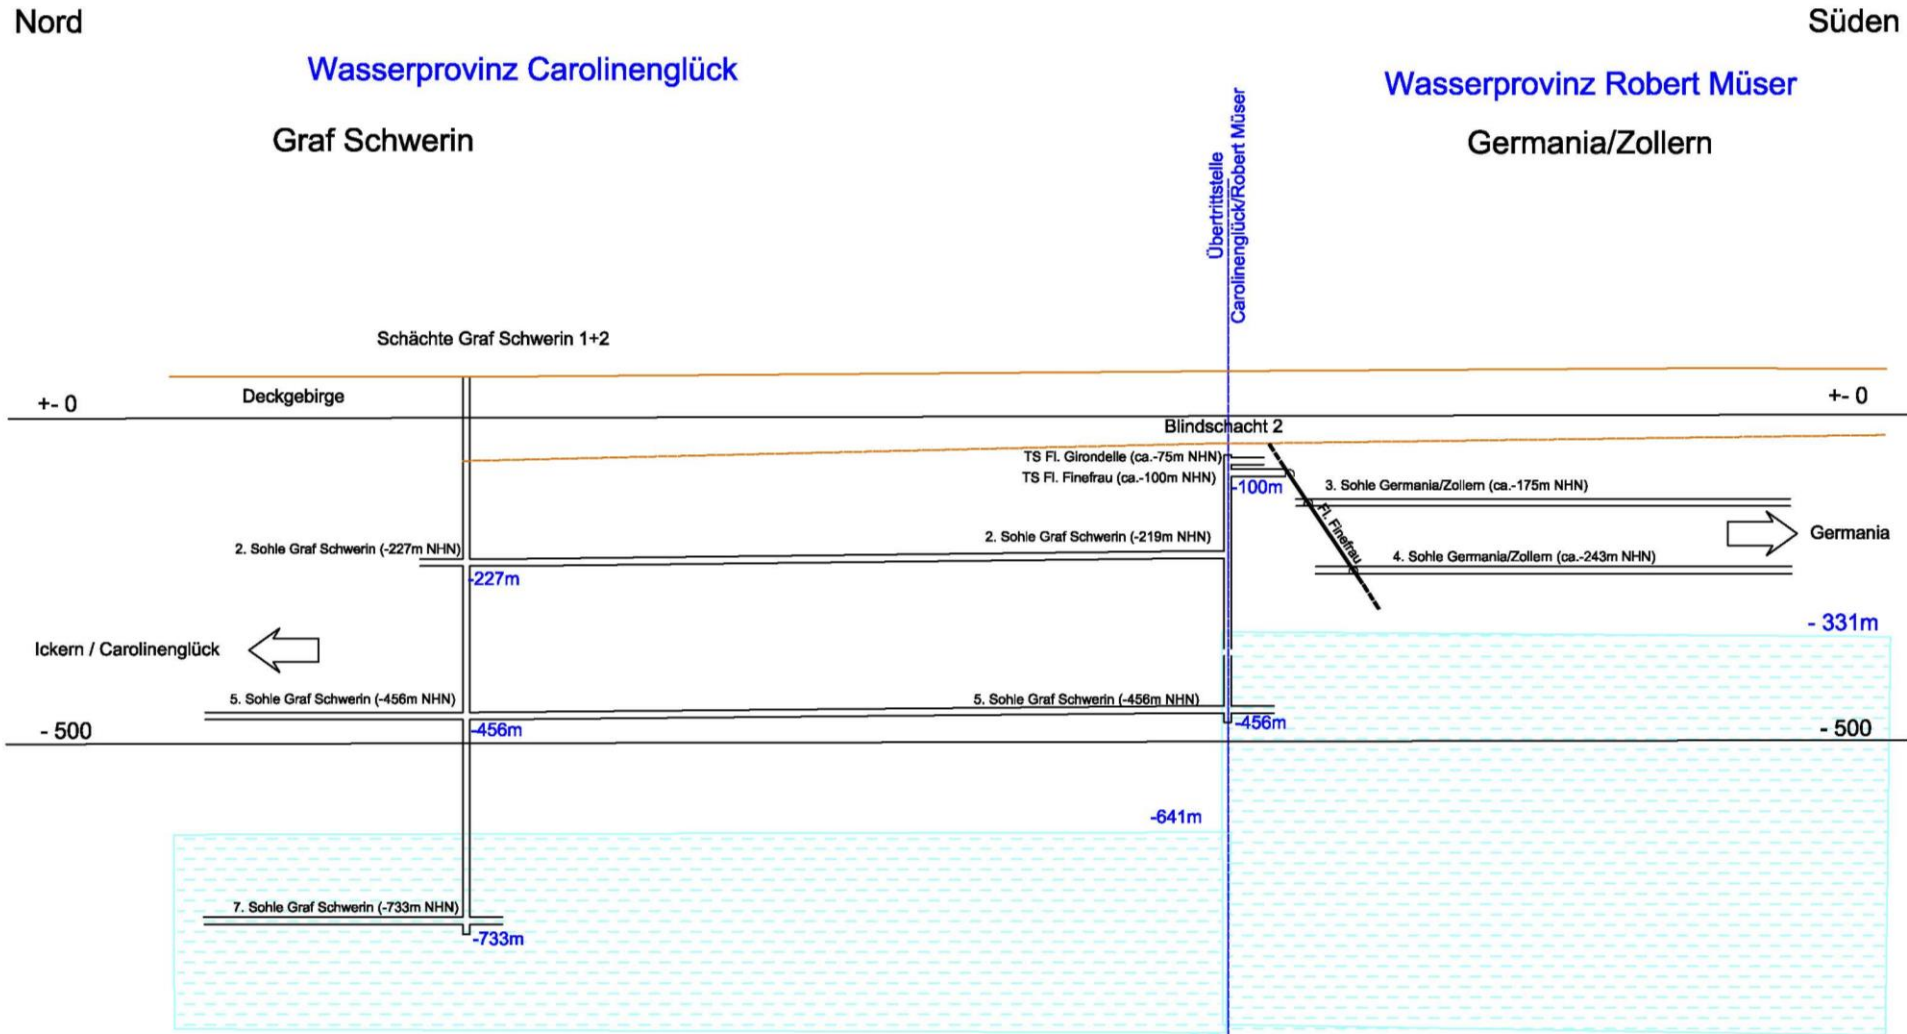 Nord
Süden
Wasserprovinz Carolinenglück
Wasserprovinz Robert Müser
Graf Schwerin
Germania/Zollern
Übertrittstelle
Carolinenglück/Robert Müser
Schächte Graf Schwerin 1+2
Deckgebirge
+- 0
+- 0
Blindschacht 2
TS Fl. Girondelle (ca.-75m NHN)
TS Fl. Finefrau (ca.-100m NHN)
-100m
3. Sohle Germania/Zollern (ca.-175m NHN)
Fl. Finefrau
Germania
2. Sohle Graf Schwerin (-227m NHN)
2. Sohle Graf Schwerin (-219m NHN)
4. Sohle Germania/Zollern (ca.-243m NHN)
-227m
- 331m
Ickern / Carolinenglück
5. Sohle Graf Schwerin (-456m NHN)
5. Sohle Graf Schwerin (-456m NHN)
-456m
-456m
- 500
- 500
-641m
7. Sohle Graf Schwerin (-733m NHN)
-733m